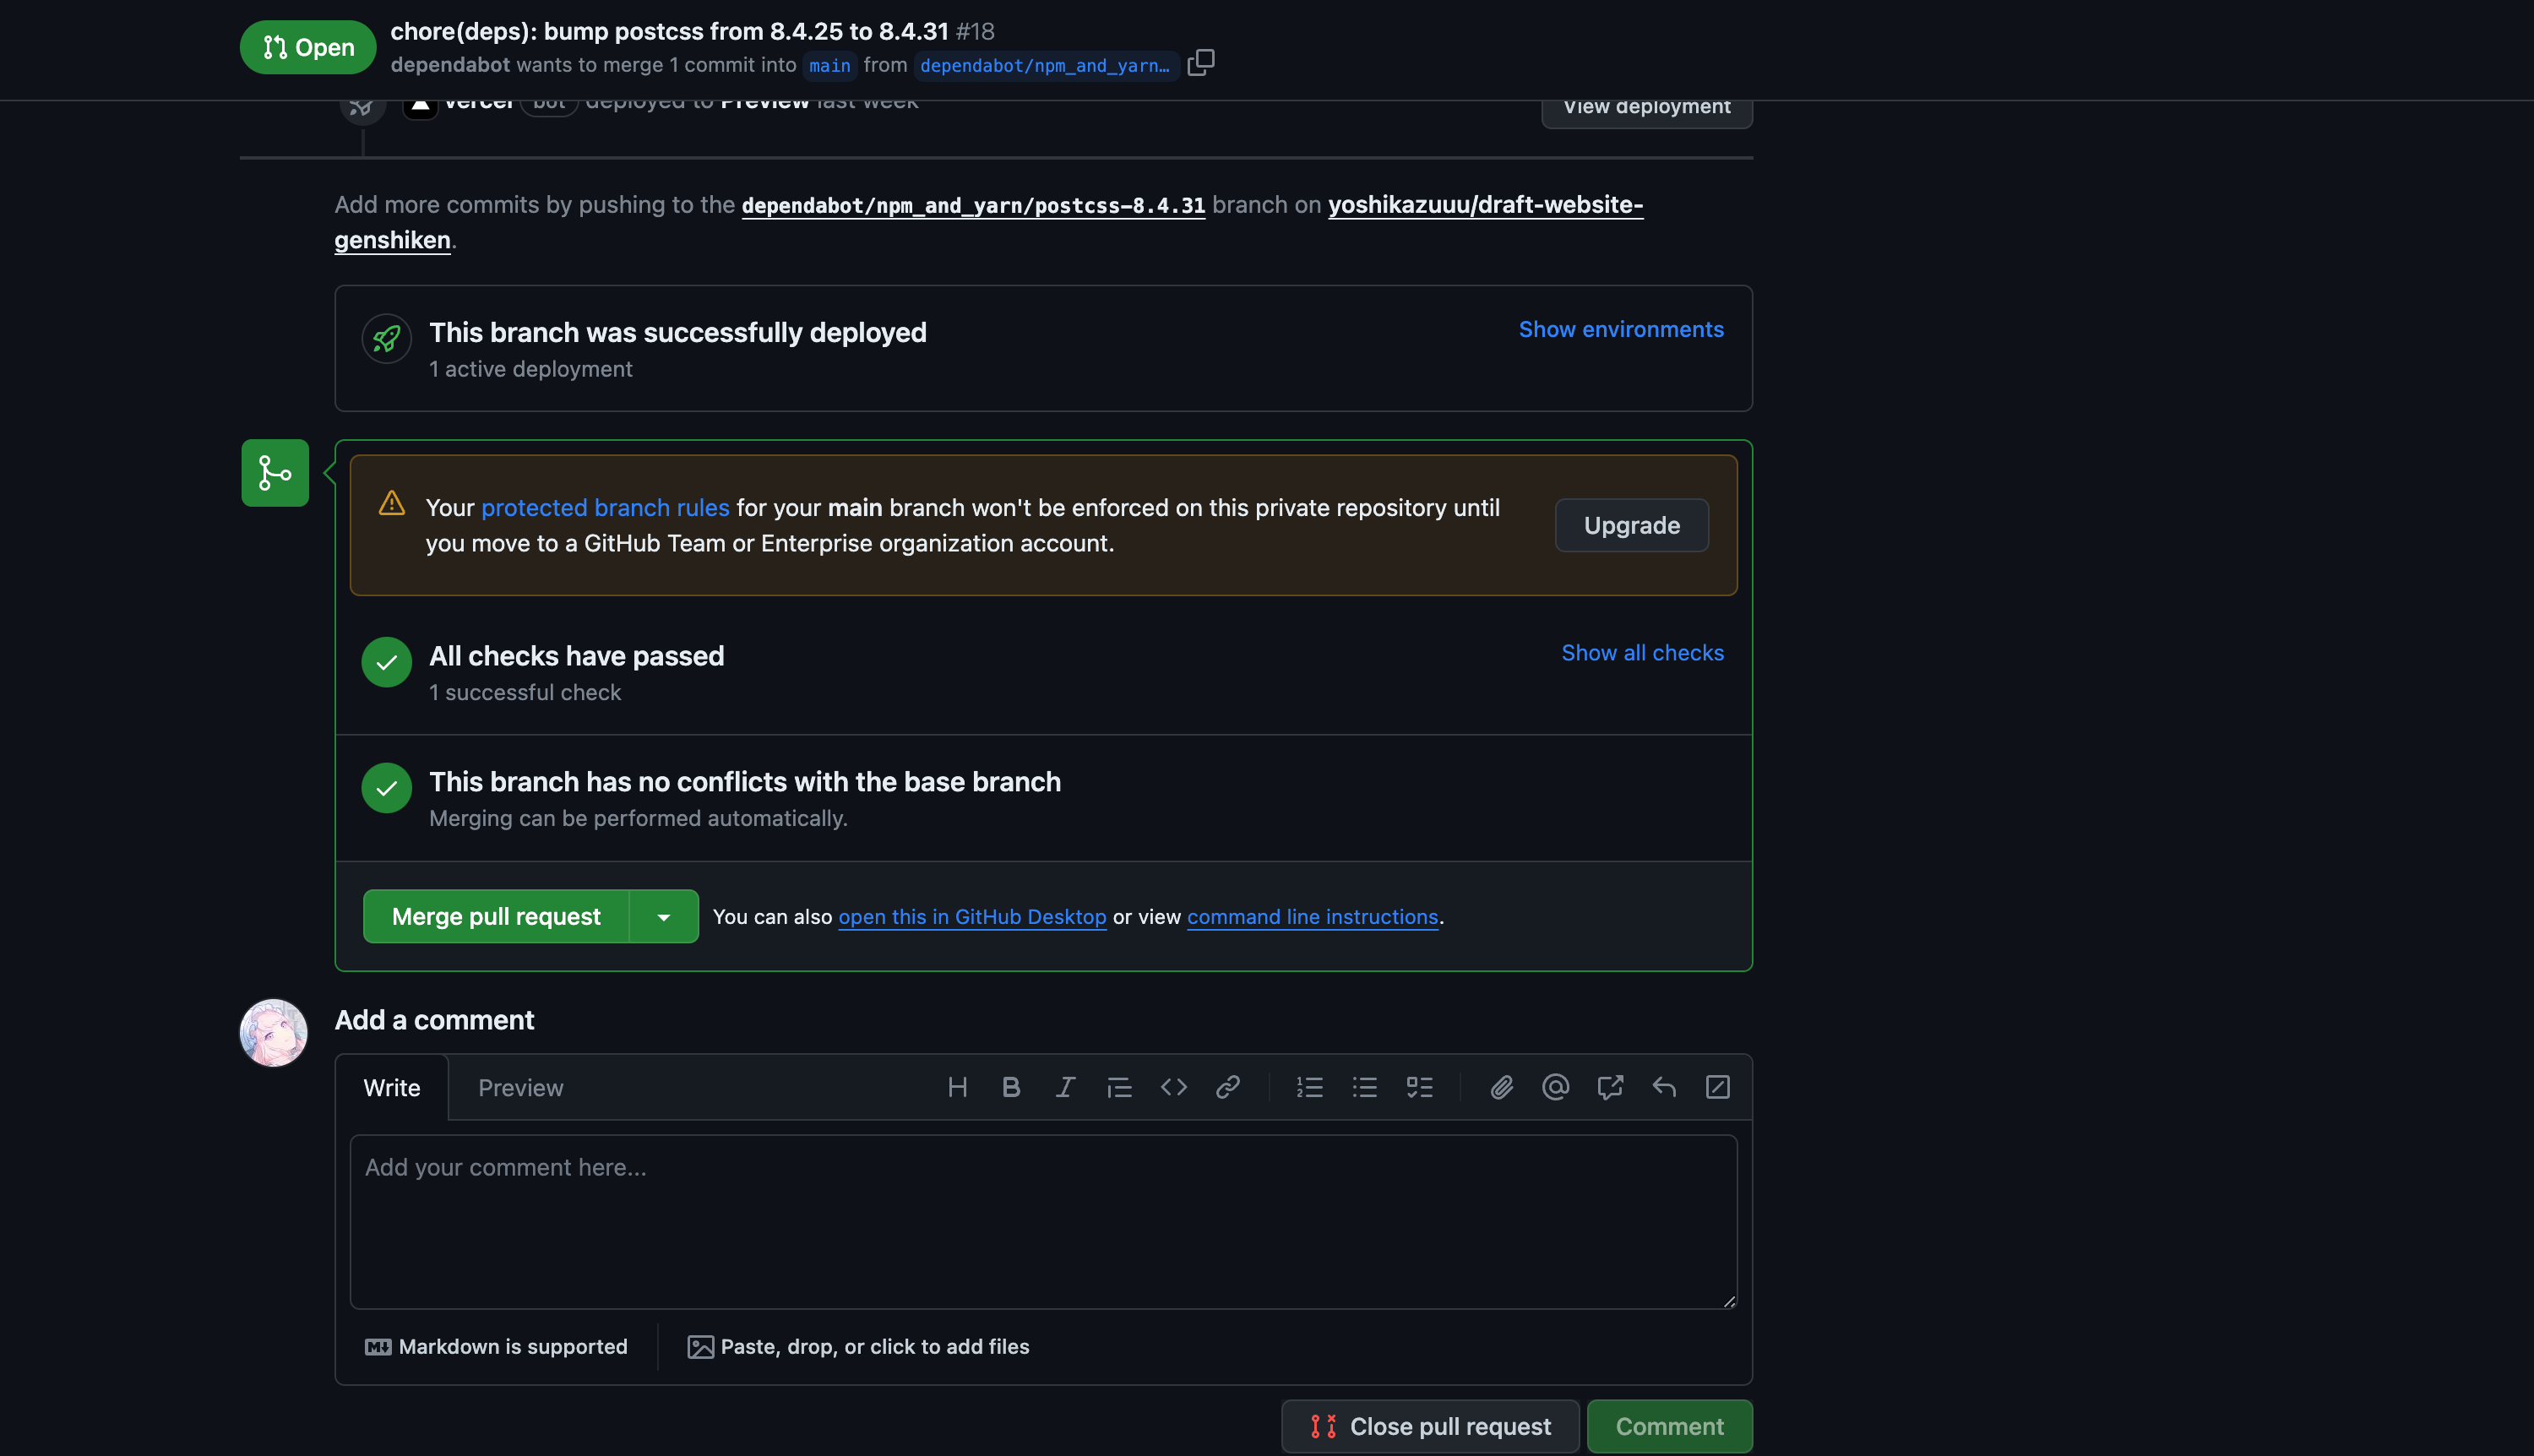 Open
chore(deps): bump postcss from 8.4.25 to 8.4.31 #18
dependabot wants to merge 1 commit into main from dependabot/npm_and_yarn…
vercel bot deployed to Preview last week
View deployment
Add more commits by pushing to the dependabot/npm_and_yarn/postcss-8.4.31 branch on yoshikazuuu/draft-website-
genshiken.
This branch was successfully deployed
Show environments
1 active deployment
Your protected branch rules for your main branch won't be enforced on this private repository until
you move to a GitHub Team or Enterprise organization account.
Upgrade
All checks have passed
Show all checks
1 successful check
This branch has no conflicts with the base branch
Merging can be performed automatically.
Merge pull request
You can also open this in GitHub Desktop or view command line instructions.
Add a comment
Write
Preview
Add your comment here...
Markdown is supported
Paste, drop, or click to add files
Close pull request
Comment